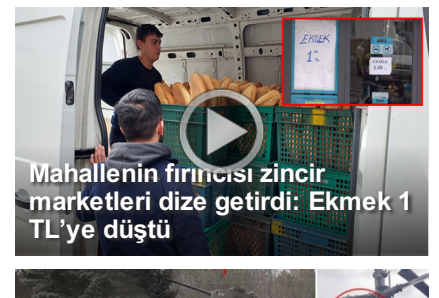 EKMEK
1
EKMEK
1.00
Mahallenin fırıncısı zincir
marketleri dize getirdi: Ekmek 1
TL’ye düştü